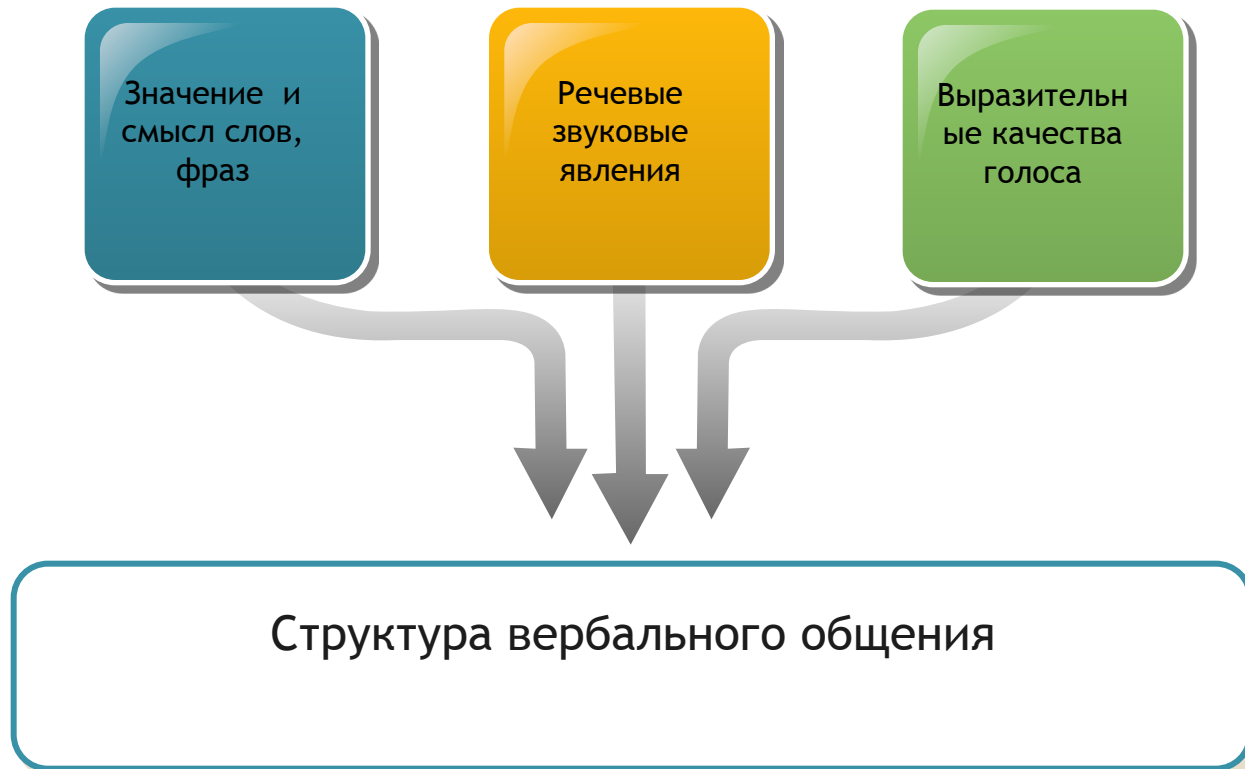 Значение и
смысл слов,
фраз
Речевые
звуковые
явления
Выразительн
ые качества
голоса
Структура вербального общения